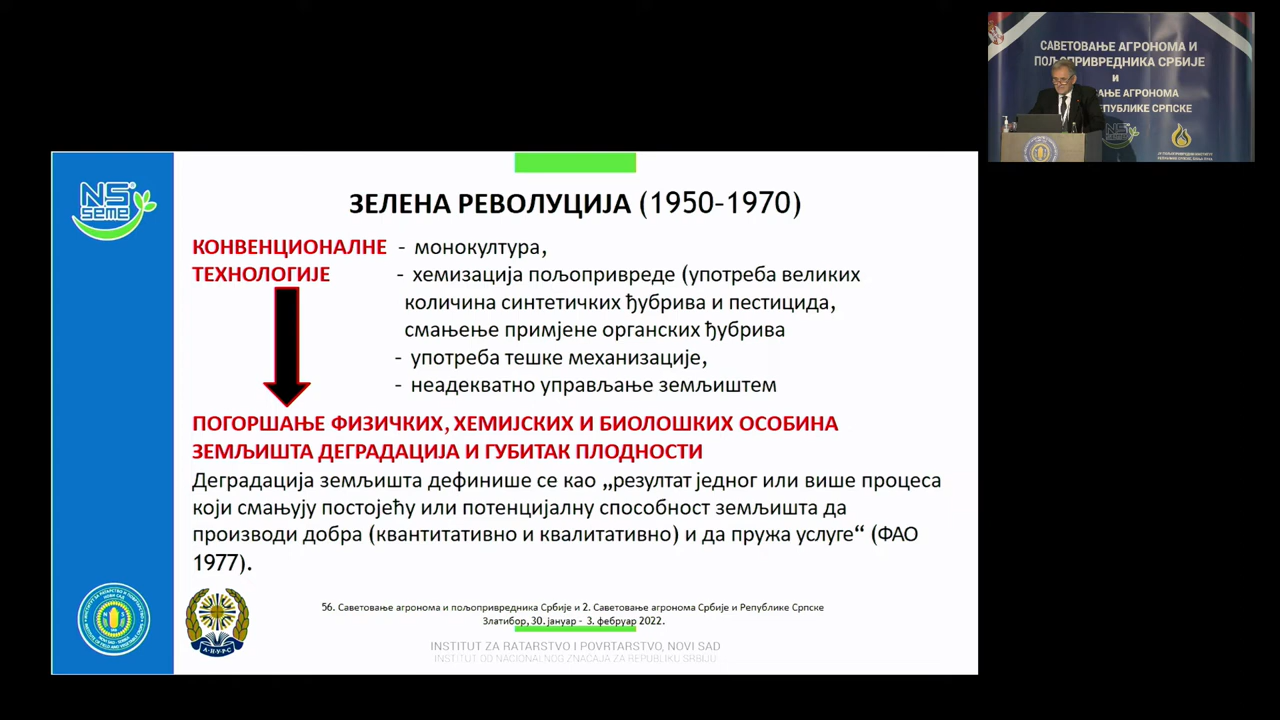 САВЕТОВАЊЕ АГРОНОМА И
ПОЉОПРИВРЕДНИКА СРБИЈЕ
И
АЊЕ АГРОНОМА
РЕПУБЛИКЕ СРПСКЕ
NS®
seme
ЗЕЛЕНА РЕВОЛУЦИЈА (1950-1970)
КОНВЕНЦИОНАЛНЕ - монокултура,
ТЕХНОЛОГИЈЕ - хемизација пољопривреде (употреба великих
количина синтетичких ђубрива и пестицида,
смањење примјене органских ђубрива
- употреба тешке механизације,
- неадекватно управљање земљиштем
ПОГОРШАЊЕ ФИЗИЧКИХ, ХЕМИЈСКИХ И БИОЛОШКИХ ОСОБИНА
ЗЕМЉИШТА ДЕГРАДАЦИЈА И ГУБИТАК ПЛОДНОСТИ
Деградација земљишта дефинише се као „резултат једног или више процеса
који смањују постојећу или потенцијалну способност земљишта да
производи добра (квантитативно и квалитативно) и да пружа услуге“ (ФАО
1977).
56. Саветовање агронома и пољопривредника Србије и 2. Саветовање агронома Србије и Републике Српске
Златибор, 30. јануар - 3. фебруар 2022.
INSTITUT ZA RATARSTVO I POVRTARSTVO, NOVI SAD
INSTITUT OD NACIONALNOG ZNAČAJA ZA REPUBLIKU SRBIJU
А·Н·У·Р·С